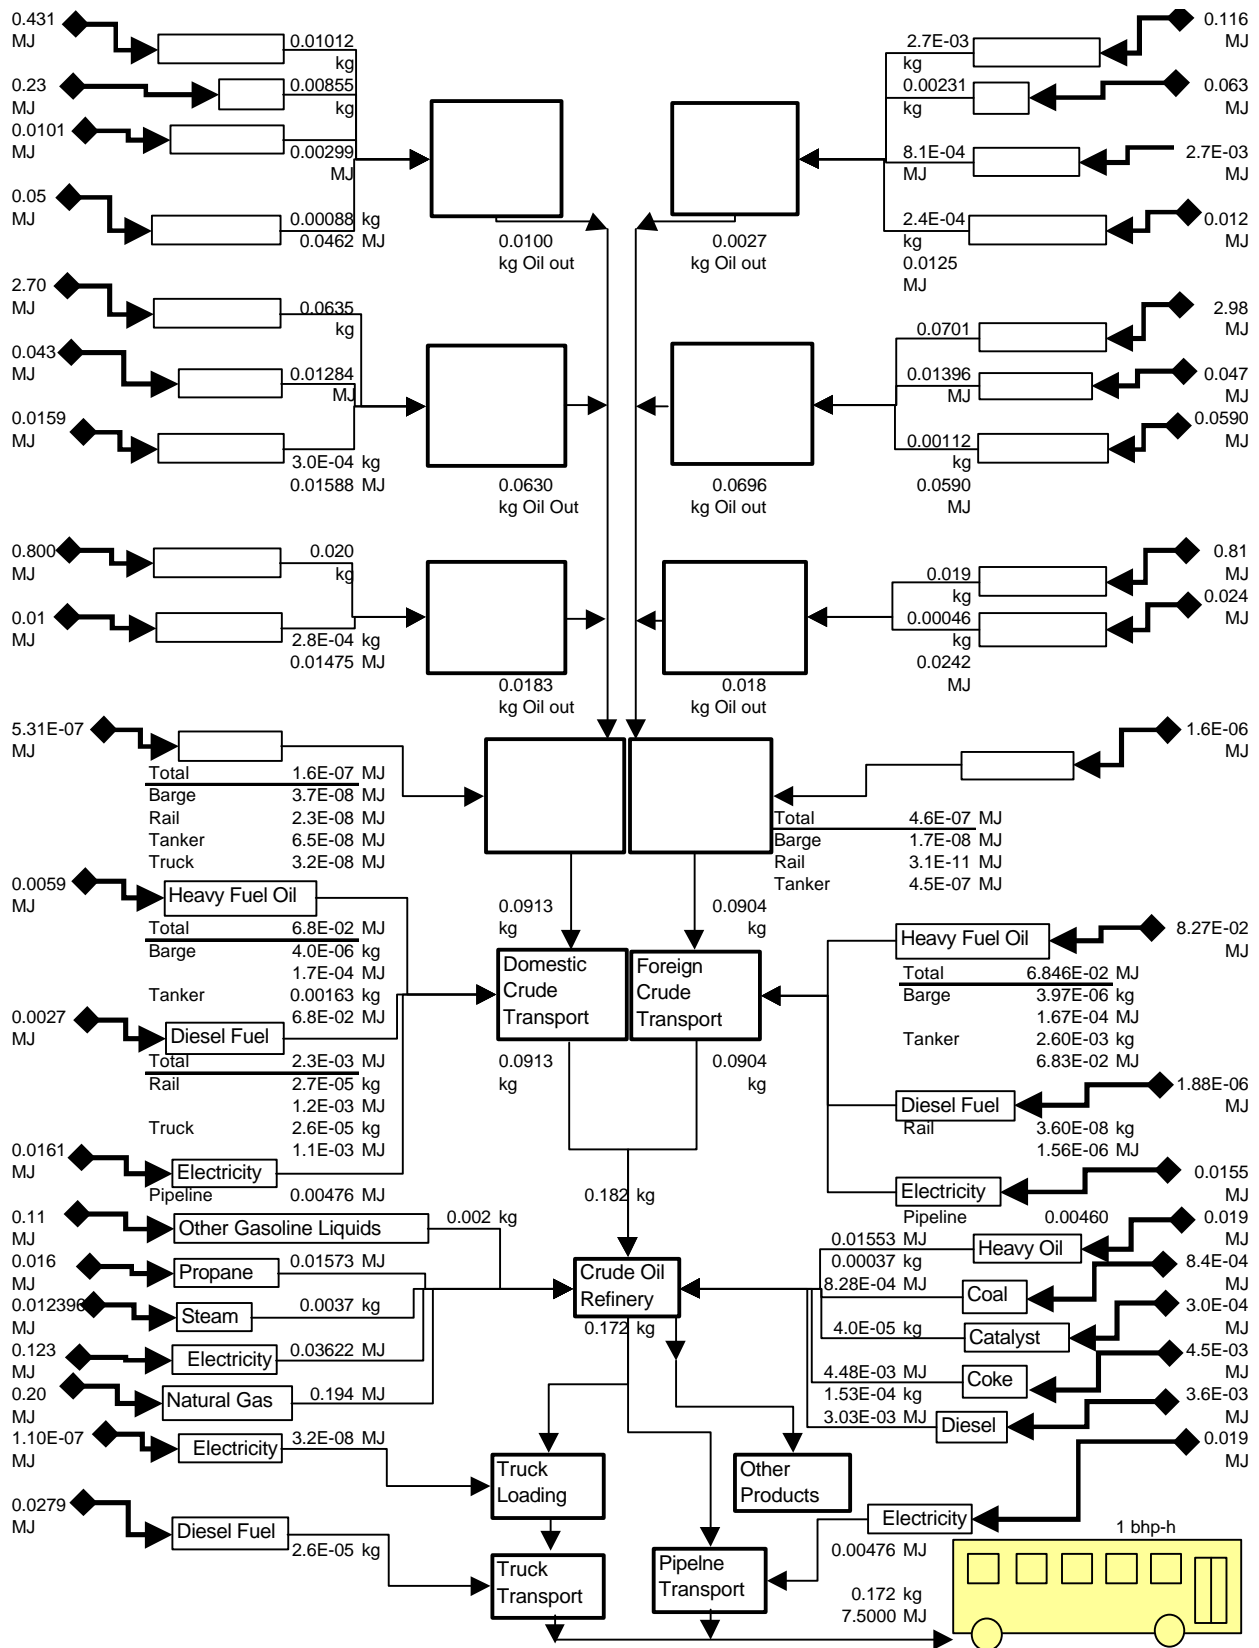 0.431
MJ
0.01012
kg
0.23
MJ
0.00855
kg
0.0101
MJ
0.00299
MJ
0.05
MJ
0.00088 kg
0.0462 MJ
0.0100
kg Oil out
2.7E-03
kg
0.116
MJ
0.00231
kg
0.063
MJ
8.1E-04
MJ
2.7E-03
MJ
2.4E-04
kg
0.0125
MJ
0.012
MJ
0.0027
kg Oil out
2.70
MJ
0.0635
kg
0.043
MJ
0.01284
MJ
0.0159
MJ
3.0E-04 kg
0.01588 MJ
0.0630
kg Oil Out
0.0701
2.98
MJ
0.01396
MJ
0.047
MJ
0.00112
kg
0.0590
MJ
0.0590
MJ
0.0696
kg Oil out
0.800
MJ
0.020
kg
0.01
MJ
2.8E-04 kg
0.01475 MJ
0.0183
kg Oil out
0.019
kg
0.81
MJ
0.00046
kg
0.0242
MJ
0.024
MJ
0.018
kg Oil out
5.31E-07
MJ
Total 1.6E-07 MJ
Barge 3.7E-08 MJ
Rail 2.3E-08 MJ
Tanker 6.5E-08 MJ
Truck 3.2E-08 MJ
1.6E-06
MJ
Total 4.6E-07 MJ
Barge 1.7E-08 MJ
Rail 3.1E-11 MJ
Tanker 4.5E-07 MJ
0.0913
kg
0.0904
kg
0.0059
MJ
Heavy Fuel Oil
Total 6.8E-02 MJ
Barge 4.0E-06 kg
1.7E-04 MJ
Tanker 0.00163 kg
6.8E-02 MJ
0.0027
MJ
Diesel Fuel
Total 2.3E-03 MJ
Rail 2.7E-05 kg
1.2E-03 MJ
Truck 2.6E-05 kg
1.1E-03 MJ
0.0161
MJ
Electricity
Pipeline 0.00476 MJ
Domestic
Crude
Transport
Foreign
Crude
Transport
0.0913
kg
0.0904
kg
Heavy Fuel Oil
8.27E-02
MJ
Total 6.846E-02 MJ
Barge 3.97E-06 kg
1.67E-04 MJ
Tanker 2.60E-03 kg
6.83E-02 MJ
Diesel Fuel
1.88E-06
MJ
Rail 3.60E-08 kg
1.56E-06 MJ
Electricity
0.0155
MJ
Pipeline 0.00460
0.182 kg
0.11
MJ
Other Gasoline Liquids
0.002 kg
0.016
MJ
Propane
0.01573 MJ
0.012396
MJ
Steam
0.0037 kg
0.123
MJ
Electricity
0.03622 MJ
0.20
MJ
Natural Gas
0.194 MJ
Crude Oil
Refinery
0.172 kg
0.01553 MJ
0.00037 kg
Heavy Oil
0.019
MJ
8.28E-04 MJ
Coal
8.4E-04
MJ
4.0E-05 kg
Catalyst
3.0E-04
MJ
4.48E-03 MJ
1.53E-04 kg
Coke
4.5E-03
MJ
3.03E-03 MJ
Diesel
3.6E-03
MJ
1.10E-07
MJ
Electricity
3.2E-08 MJ
Truck
Loading
Other
Products
0.019
MJ
0.0279
MJ
Diesel Fuel
2.6E-05 kg
Truck
Transport
Pipelne
Transport
Electricity
0.00476 MJ
0.172 kg
7.5000 MJ
1 bhp-h